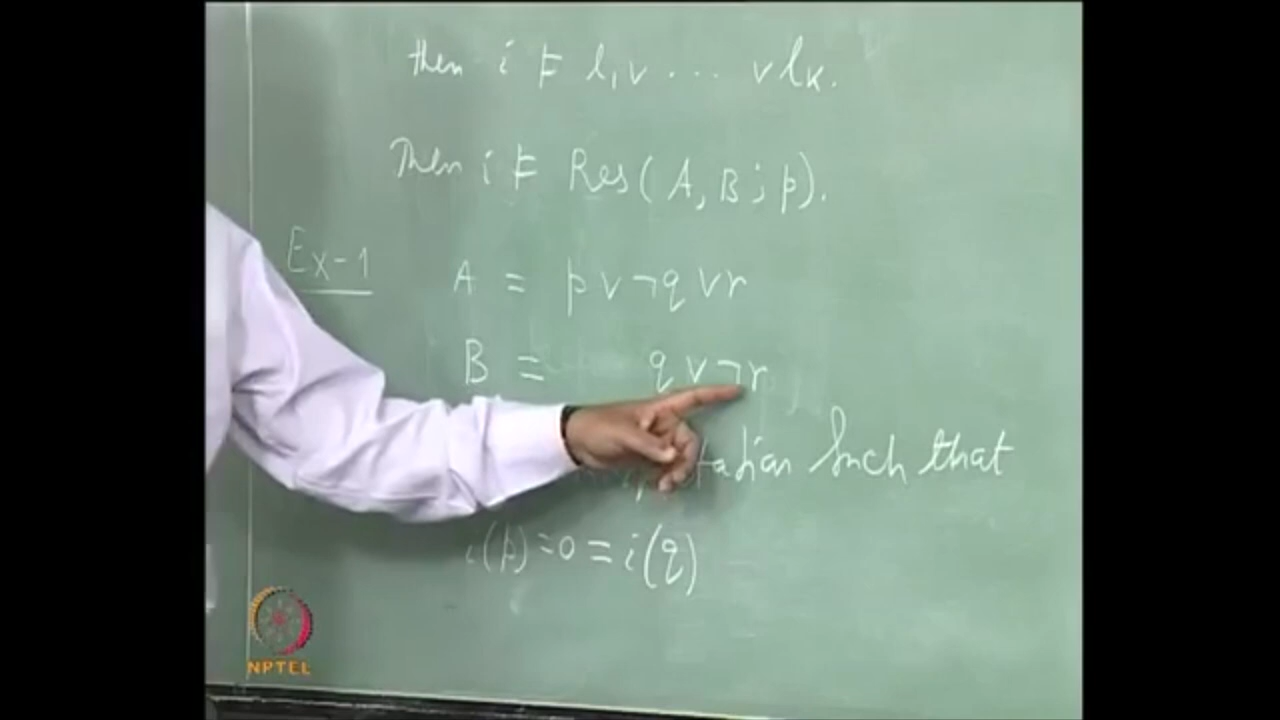 then i ⊨ l₁ ∨ ... ∨ lₖ.
Then i ⊨ Res(A, B; p).
Ex-1
A = p ∨ ¬q ∨ r
B = q ∨ ¬r
such that
i(p) = 0 = i(q)
NPTEL